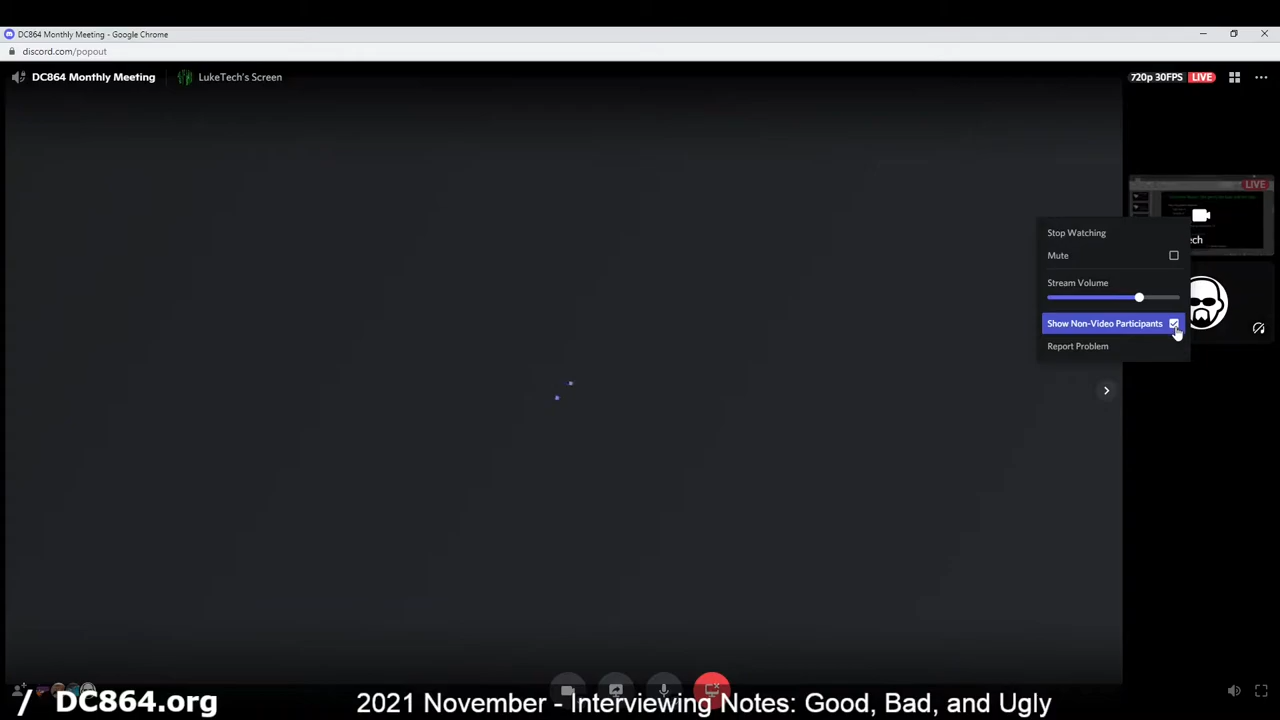 DC864 Monthly Meeting - Google Chrome
discord.com/popout
DC864 Monthly Meeting
LukeTech's Screen
720p 30FPS LIVE
LIVE
ech
Stop Watching
Mute
Stream Volume
Show Non-Video Participants
Report Problem
/ DC864.org
2021 November - Interviewing Notes: Good, Bad, and Ugly